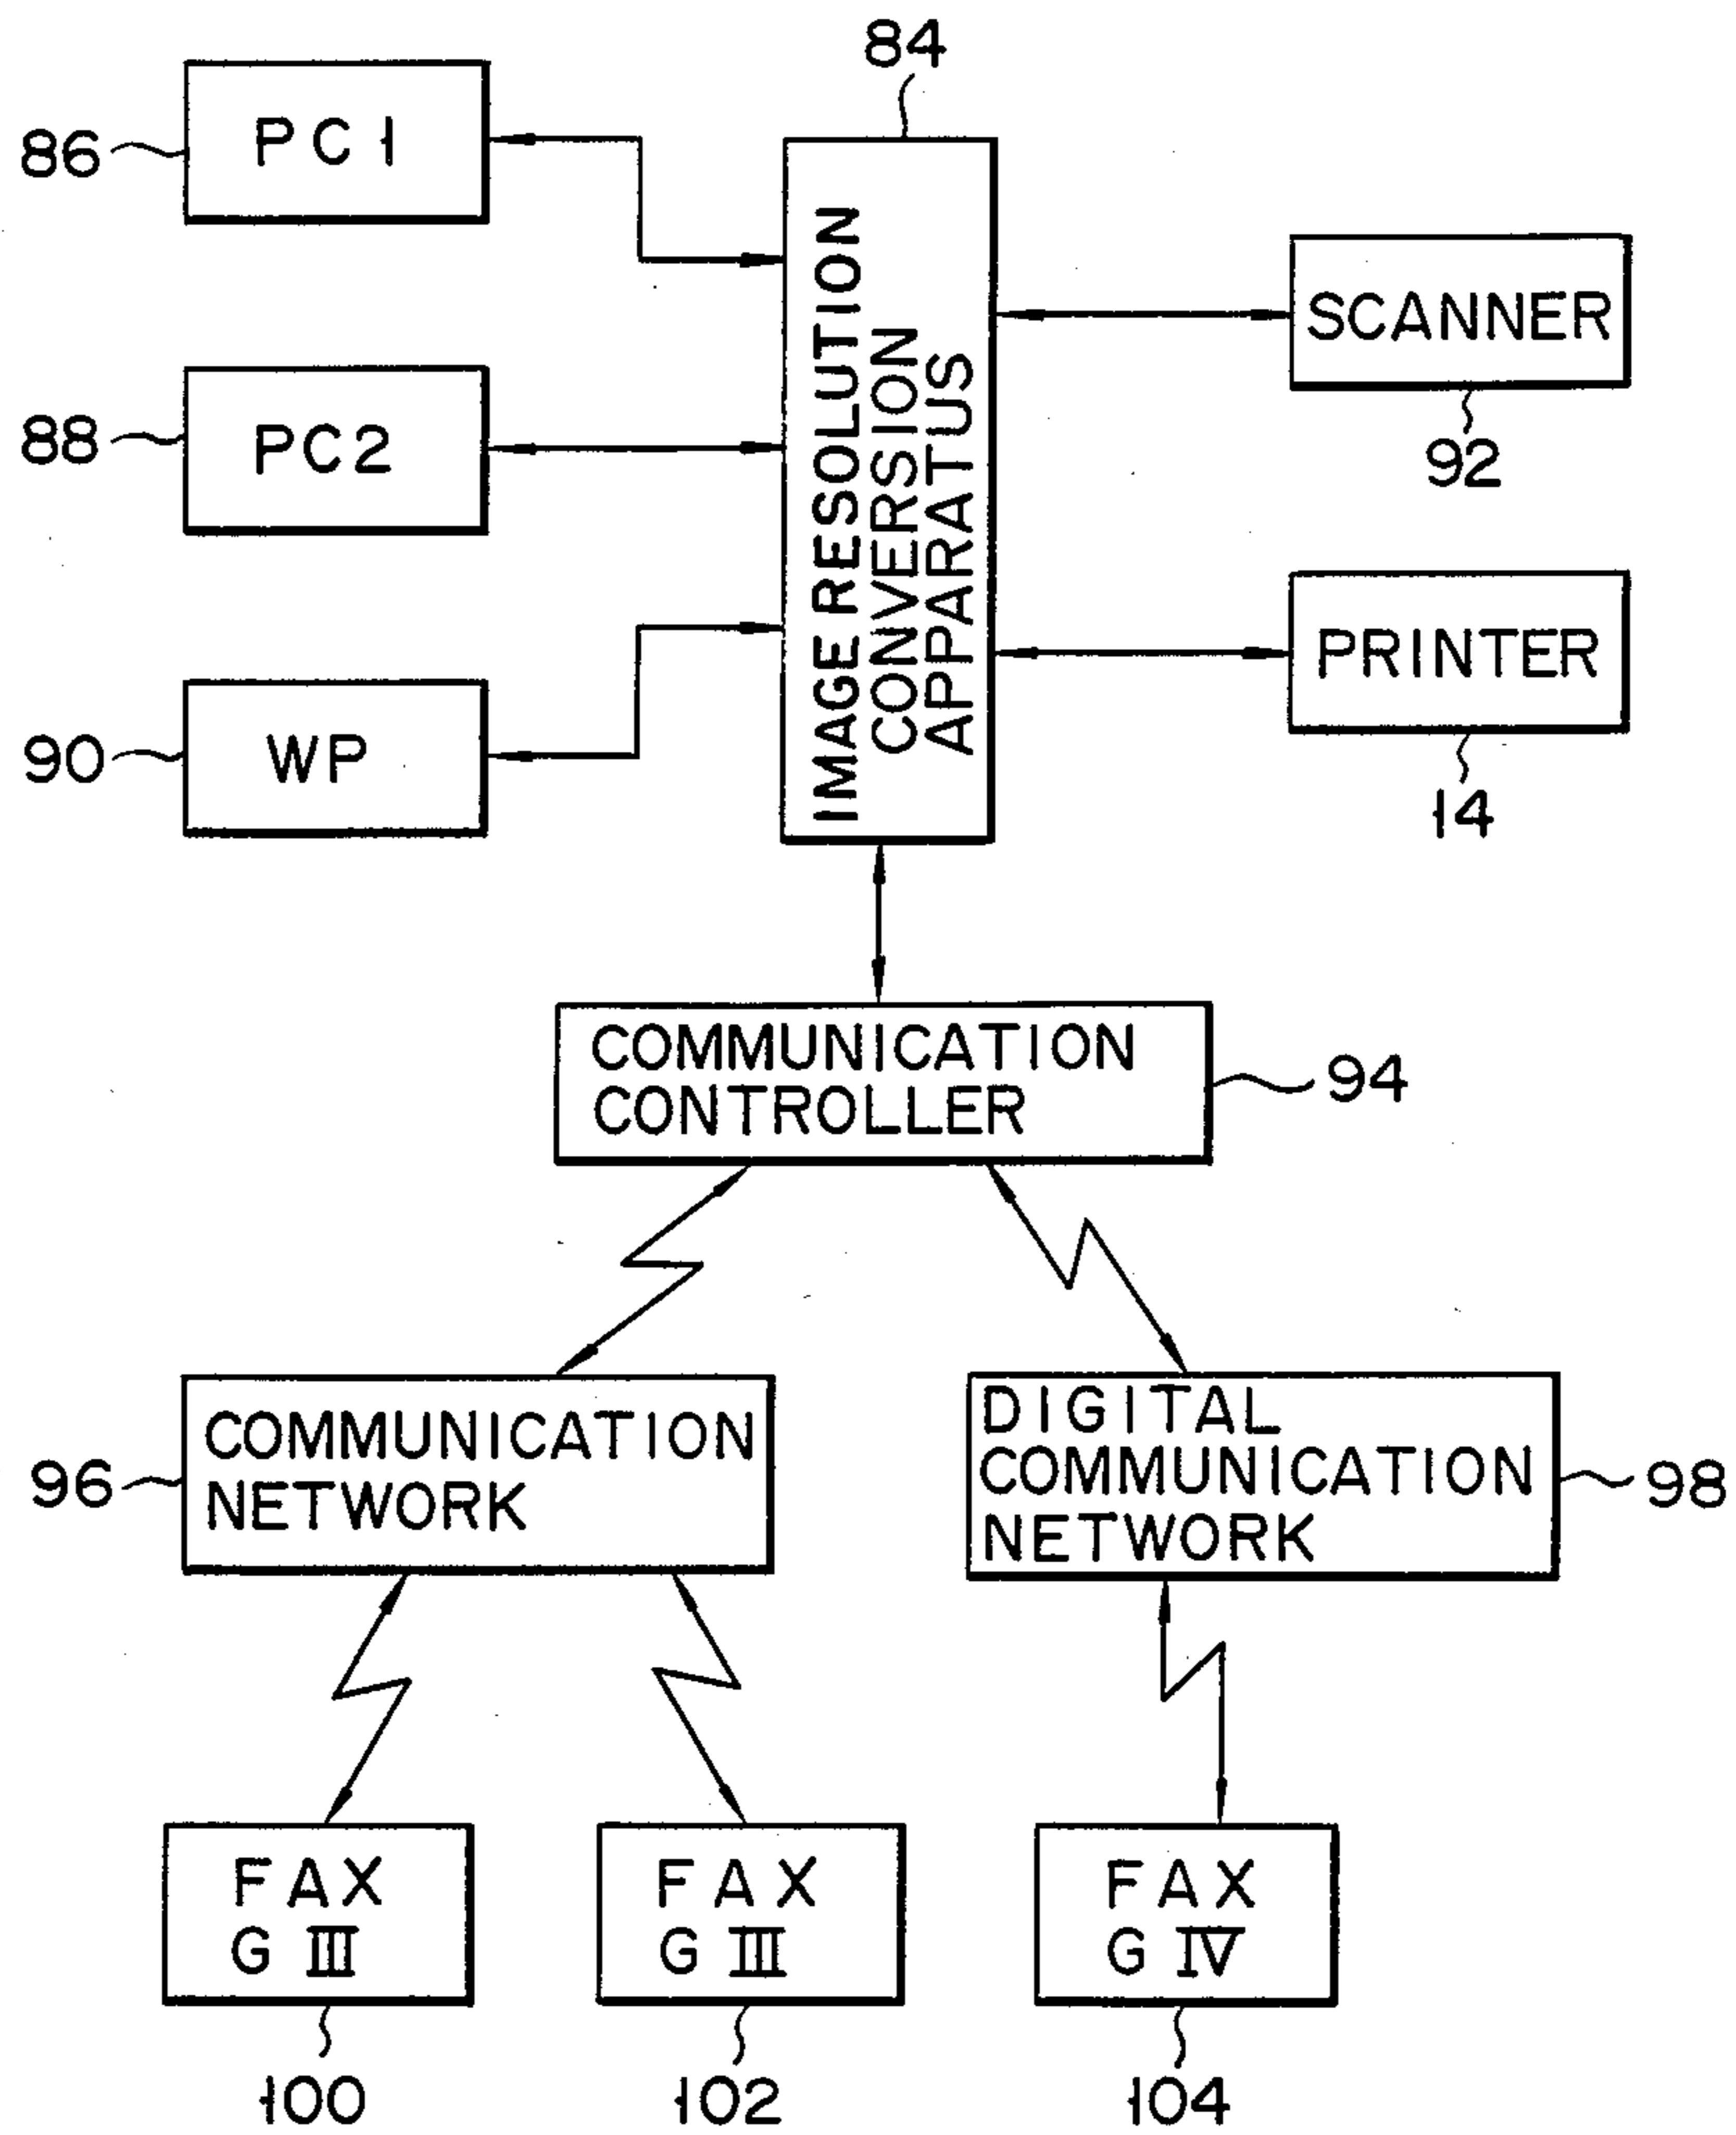 84
86
PC1
88
PC2
90
WP
IMAGE RESOLUTION
CONVERSION
APPARATUS
SCANNER
92
PRINTER
14
COMMUNICATION
CONTROLLER
94
96
COMMUNICATION
NETWORK
DIGITAL
COMMUNICATION
NETWORK
98
FAX
G III
100
FAX
G III
102
FAX
G IV
104